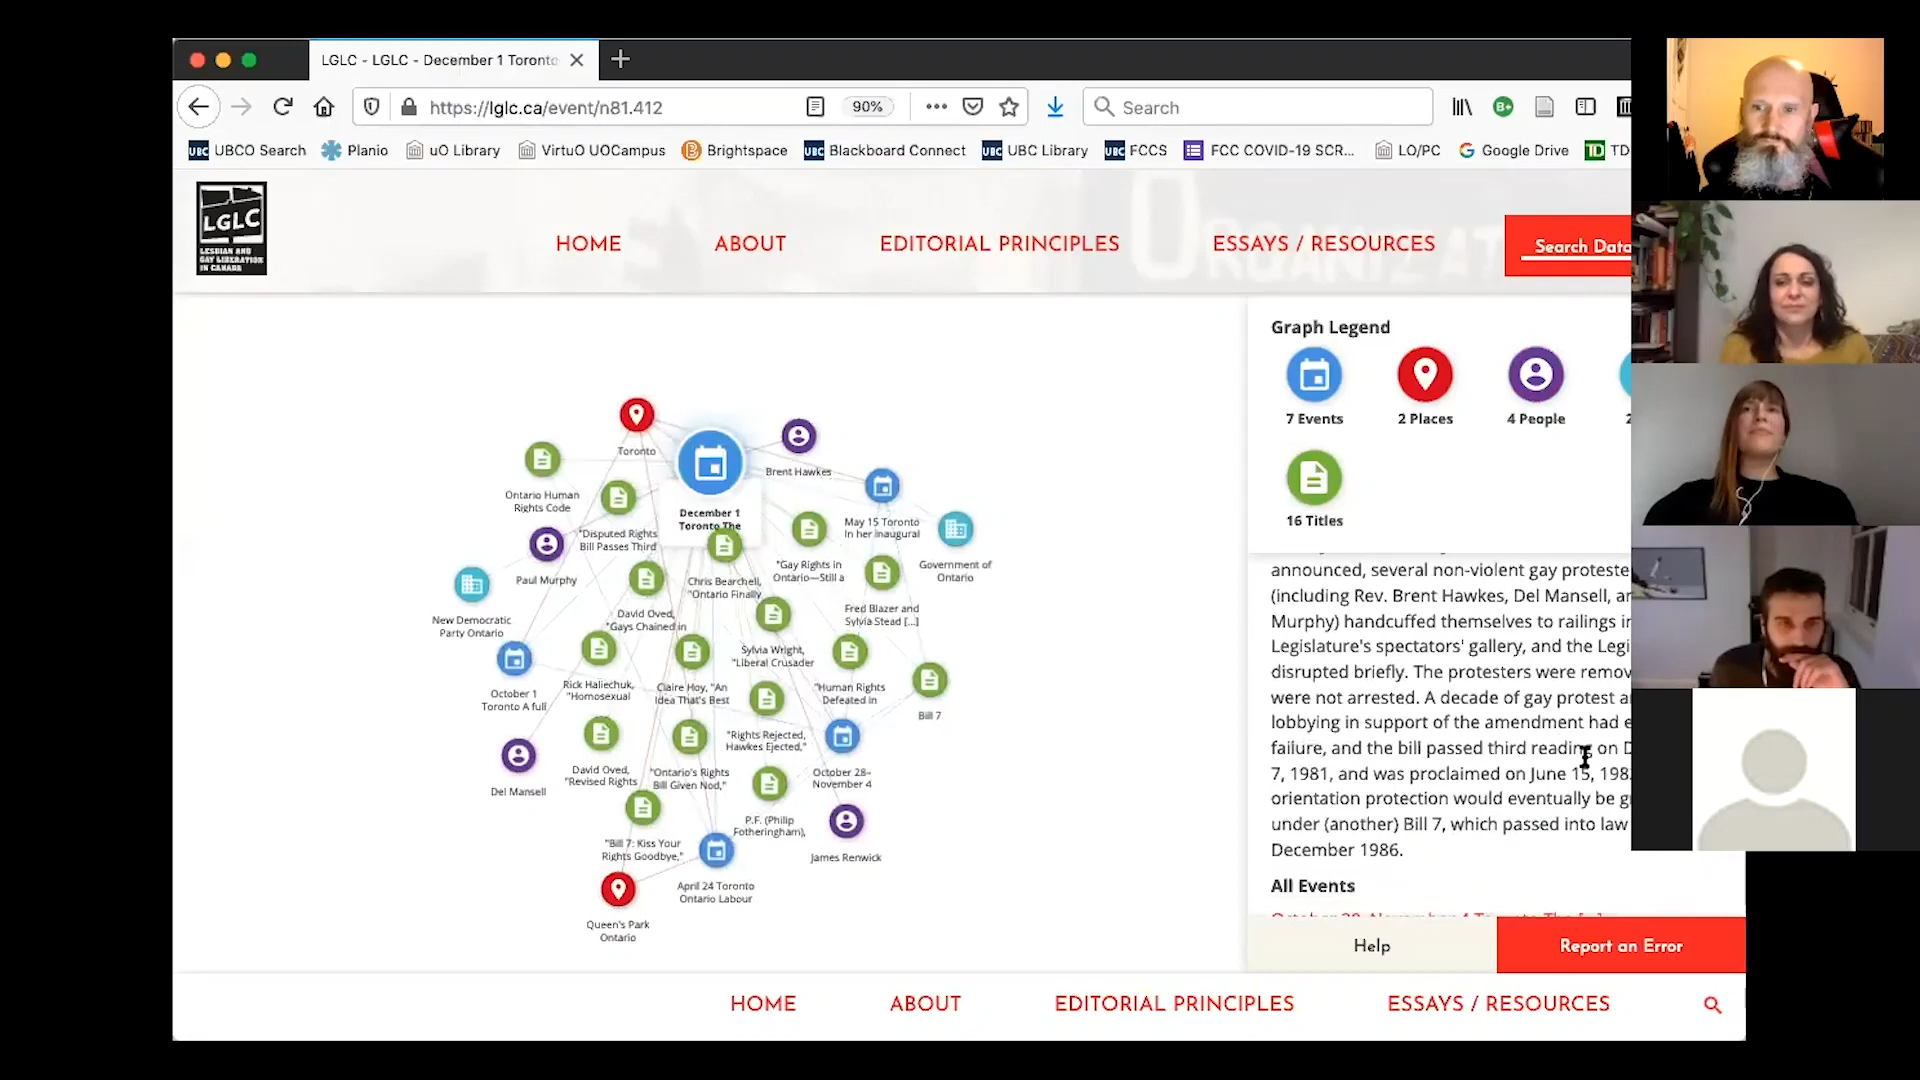 LGLC - LGLC - December 1 Toronto
https://lglc.ca/event/n81.412
90%
Search
UBC UBCO Search
Planio
uO Library
VirtuO UOCampus
Brightspace
UBC Blackboard Connect
UBC UBC Library
UBC FCCS
FCC COVID-19 SCR...
LO/PC
Google Drive
TD TD
LGLC
LESBIAN AND
GAY LIBERATION
IN CANADA
HOME
ABOUT
EDITORIAL PRINCIPLES
ESSAYS / RESOURCES
Search Data
Graph Legend
7 Events
2 Places
4 People
2
16 Titles
Toronto
December 1
Toronto The
Brent Hawkes
Ontario Human
Rights Code
"Disputed Rights
Bill Passes Third
May 15 Toronto
In her inaugural
Government of
Ontario
Paul Murphy
"Gay Rights in
Ontario—Still a
Chris Bearchell,
"Ontario Finally
Fred Blazer and
Sylvia Stead [...]
New Democratic
Party Ontario
David Oved,
"Gays Chained in
Sylvia Wright,
"Liberal Crusader
October 1
Toronto A full
Rick Haliechuk,
"Homosexual
Claire Hoy, "An
Idea That's Best
"Human Rights
Defeated in
Bill 7
"Rights Rejected,
Hawkes Ejected,"
Del Mansell
David Oved,
"Revised Rights
"Ontario's Rights
Bill Given Nod,"
October 28–
November 4
P.F. (Philip
Fotheringham),
"Bill 7: Kiss Your
Rights Goodbye,"
James Renwick
April 24 Toronto
Ontario Labour
Queen's Park
Ontario
announced, several non-violent gay proteste
(including Rev. Brent Hawkes, Del Mansell, an
Murphy) handcuffed themselves to railings in
Legislature's spectators' gallery, and the Legi
disrupted briefly. The protesters were remov
were not arrested. A decade of gay protest a
lobbying in support of the amendment had e
failure, and the bill passed third reading on D
7, 1981, and was proclaimed on June 15, 198
orientation protection would eventually be g
under (another) Bill 7, which passed into law
December 1986.
All Events
Help
Report an Error
HOME
ABOUT
EDITORIAL PRINCIPLES
ESSAYS / RESOURCES